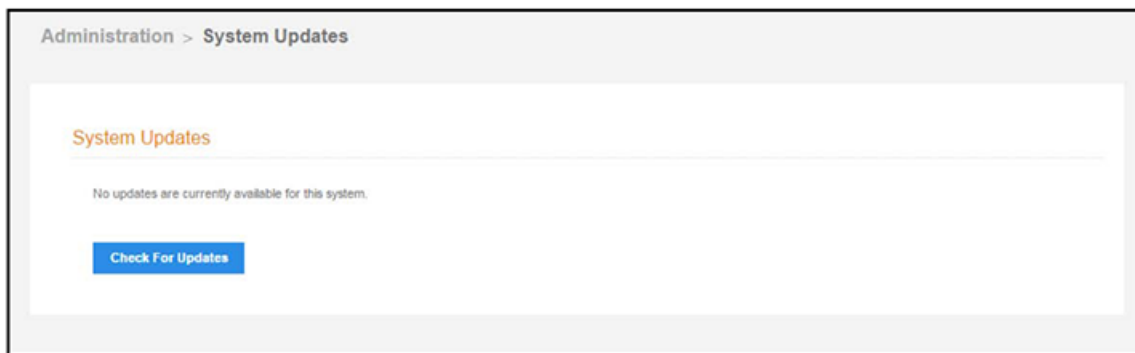 Administration > System Updates
System Updates
No updates are currently available for this system.
Check For Updates